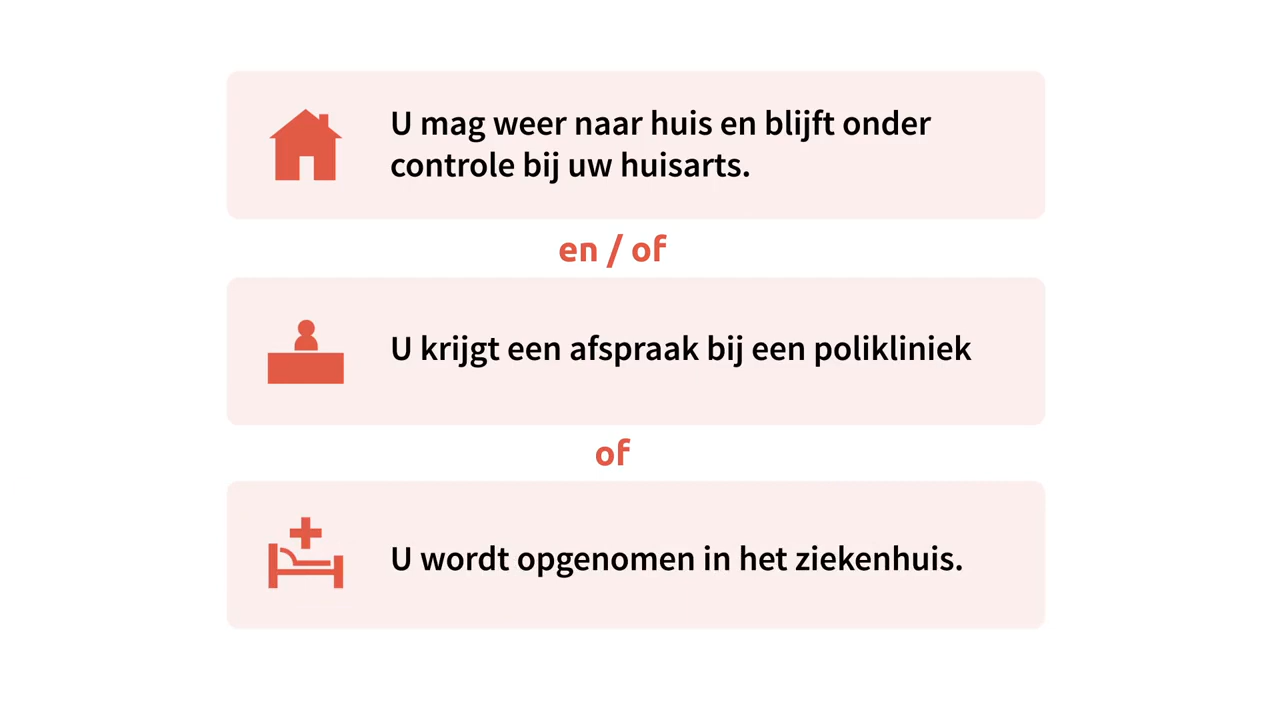 U mag weer naar huis en blijft onder
controle bij uw huisarts.
en / of
U krijgt een afspraak bij een polikliniek
of
U wordt opgenomen in het ziekenhuis.